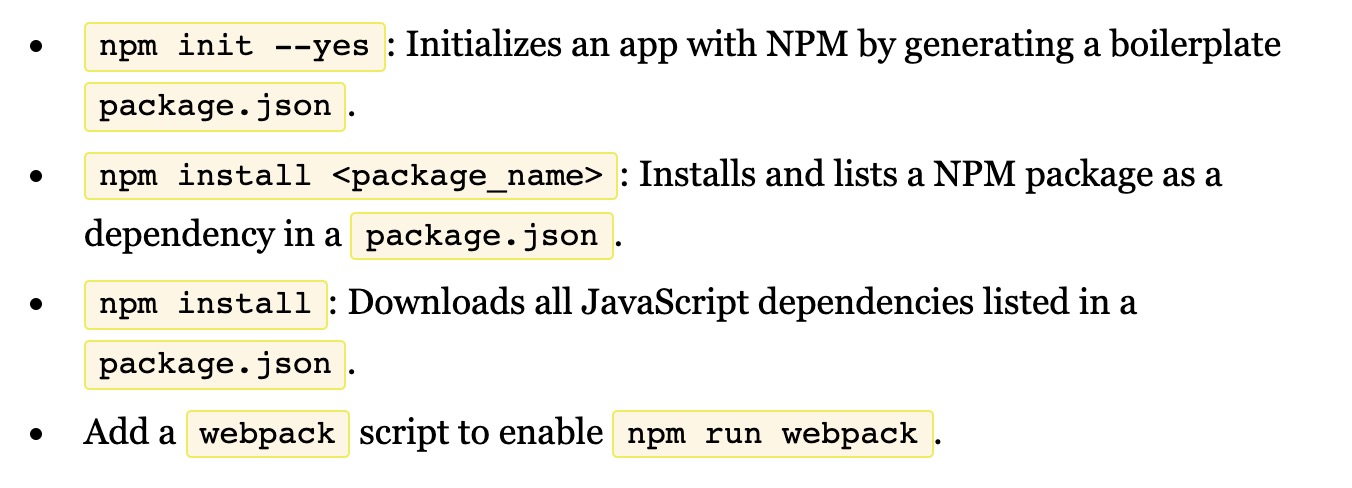 • npm init --yes : Initializes an app with NPM by generating a boilerplate
package.json .
• npm install <package_name> : Installs and lists a NPM package as a
dependency in a package.json .
• npm install : Downloads all JavaScript dependencies listed in a
package.json .
• Add a webpack script to enable npm run webpack .